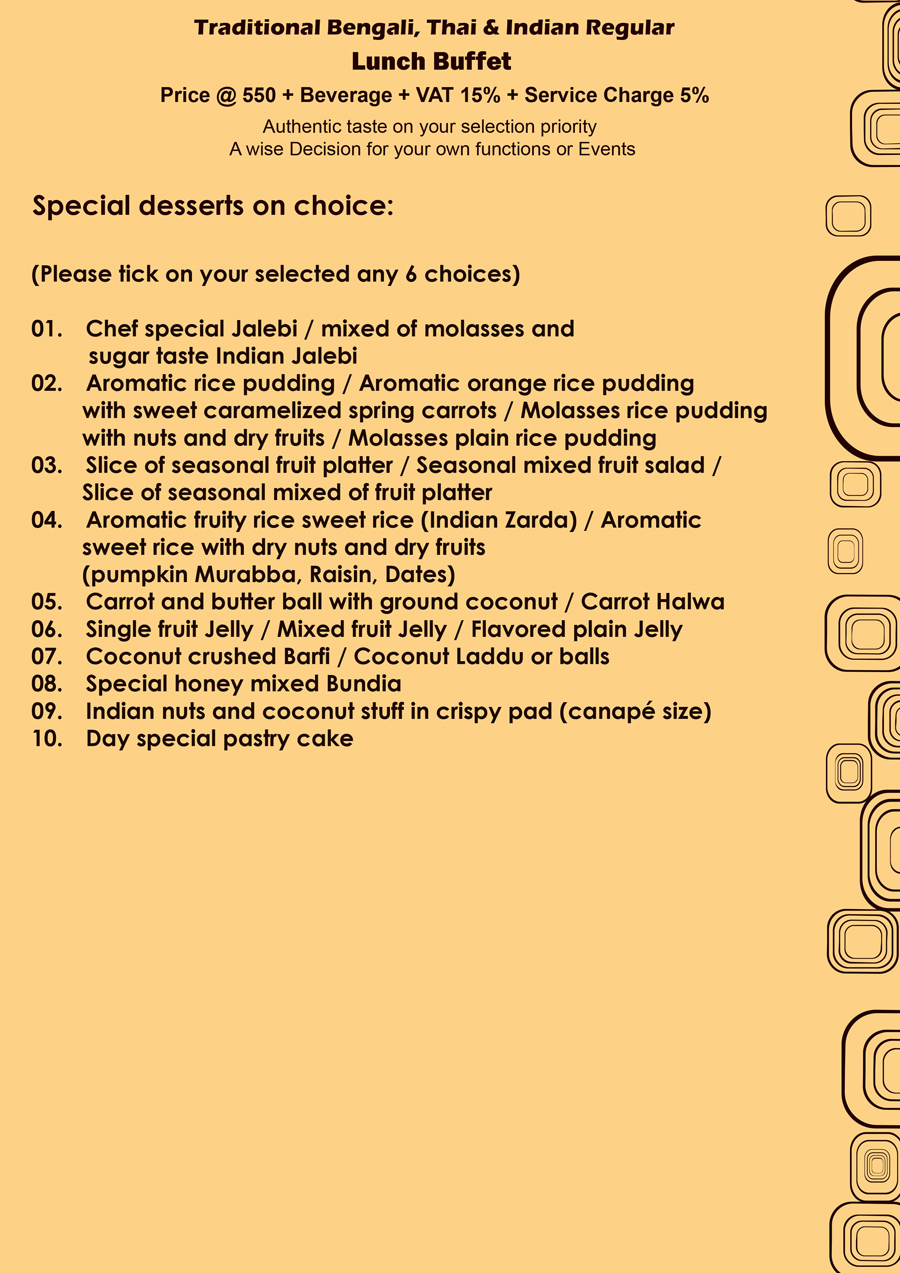 Traditional Bengali, Thai & Indian Regular
Lunch Buffet
Price @ 550 + Beverage + VAT 15% + Service Charge 5%
Authentic taste on your selection priority
A wise Decision for your own functions or Events
Special desserts on choice:
(Please tick on your selected any 6 choices)
01. Chef special Jalebi / mixed of molasses and
sugar taste Indian Jalebi
02. Aromatic rice pudding / Aromatic orange rice pudding
with sweet caramelized spring carrots / Molasses rice pudding
with nuts and dry fruits / Molasses plain rice pudding
03. Slice of seasonal fruit platter / Seasonal mixed fruit salad /
Slice of seasonal mixed of fruit platter
04. Aromatic fruity rice sweet rice (Indian Zarda) / Aromatic
sweet rice with dry nuts and dry fruits
(pumpkin Murabba, Raisin, Dates)
05. Carrot and butter ball with ground coconut / Carrot Halwa
06. Single fruit Jelly / Mixed fruit Jelly / Flavored plain Jelly
07. Coconut crushed Barfi / Coconut Laddu or balls
08. Special honey mixed Bundia
09. Indian nuts and coconut stuff in crispy pad (canapé size)
10. Day special pastry cake